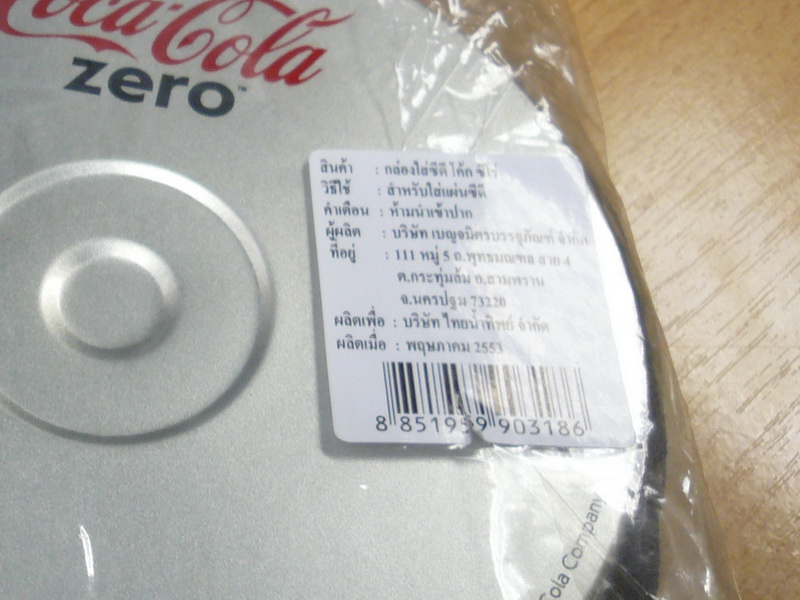 Coca-Cola
zero™
สินค้า : กล่องใส่ซีดี โค้ก ซีโร่
วิธีใช้ : สำหรับใส่แผ่นซีดี
คำเตือน : ห้ามนำเข้าปาก
ผู้ผลิต : บริษัท เบญจมิตรบรรจุภัณฑ์ จำกัด
ที่อยู่ : 111 หมู่ 5 ถ.พุทธมณฑล สาย 4
ต.กระทุ่มล้ม อ.สามพราน
จ.นครปฐม 73220
ผลิตเพื่อ : บริษัท ไทยน้ำทิพย์ จำกัด
ผลิตเมื่อ : พฤษภาคม 2553
8 851959 903186
Cola Company